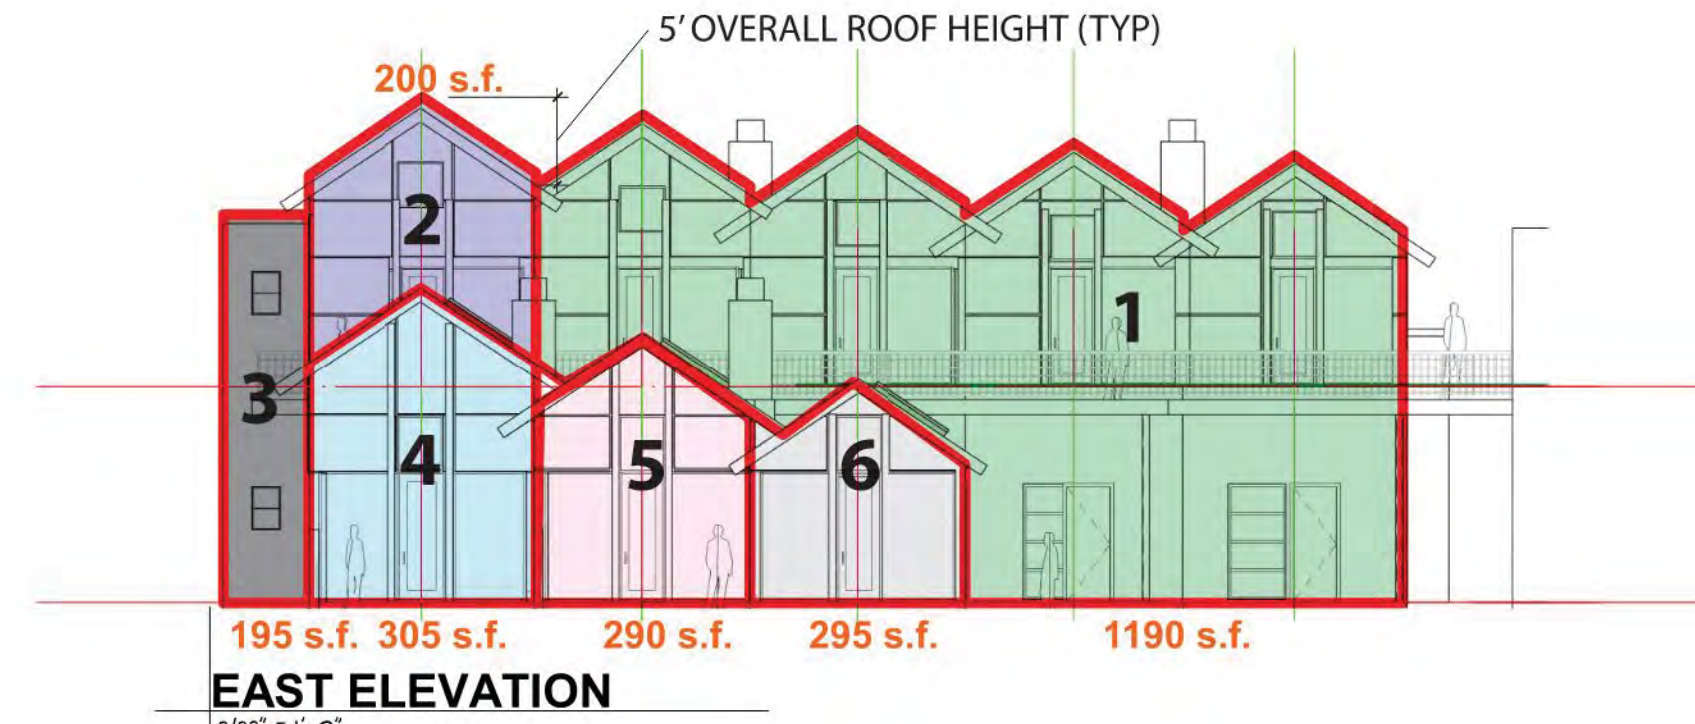 5' OVERALL ROOF HEIGHT (TYP)
200 s.f.
2
1
3
4
5
6
195 s.f.
305 s.f.
290 s.f.
295 s.f.
1190 s.f.
EAST ELEVATION